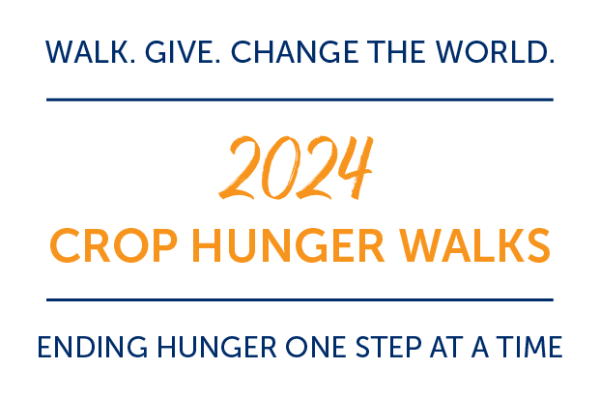 WALK. GIVE. CHANGE THE WORLD.
2024
CROP HUNGER WALKS
ENDING HUNGER ONE STEP AT A TIME